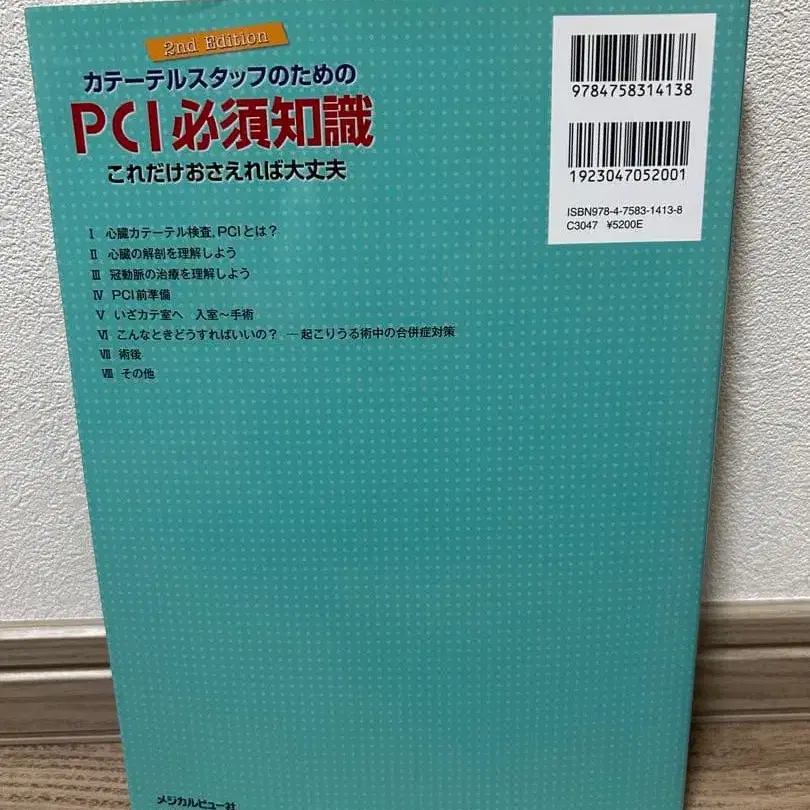 2nd Edition
カテーテルスタッフのための
PCI必須知識
これだけおさえれば大丈夫
9784758314138
1923047052001
ISBN978-4-7583-1413-8
C3047 ¥5200E
Ⅰ 心臓カテーテル検査，PCIとは？
Ⅱ 心臓の解剖を理解しよう
Ⅲ 冠動脈の治療を理解しよう
Ⅳ PCI前準備
Ⅴ いざカテ室へ 入室～手術
Ⅵ こんなときどうすればいいの？ ―起こりうる術中の合併症対策
Ⅶ 術後
Ⅷ その他
メジカルビュー社